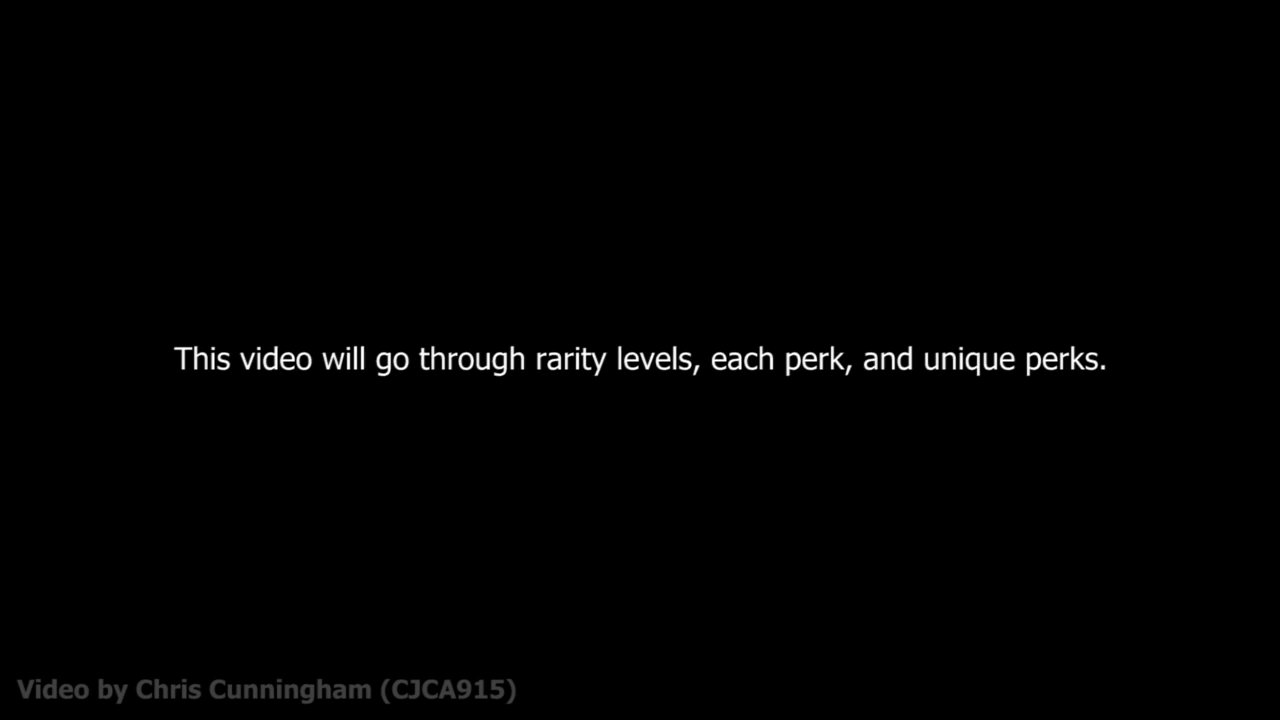 This video will go through rarity levels, each perk, and unique perks.
Video by Chris Cunningham (CJCA915)